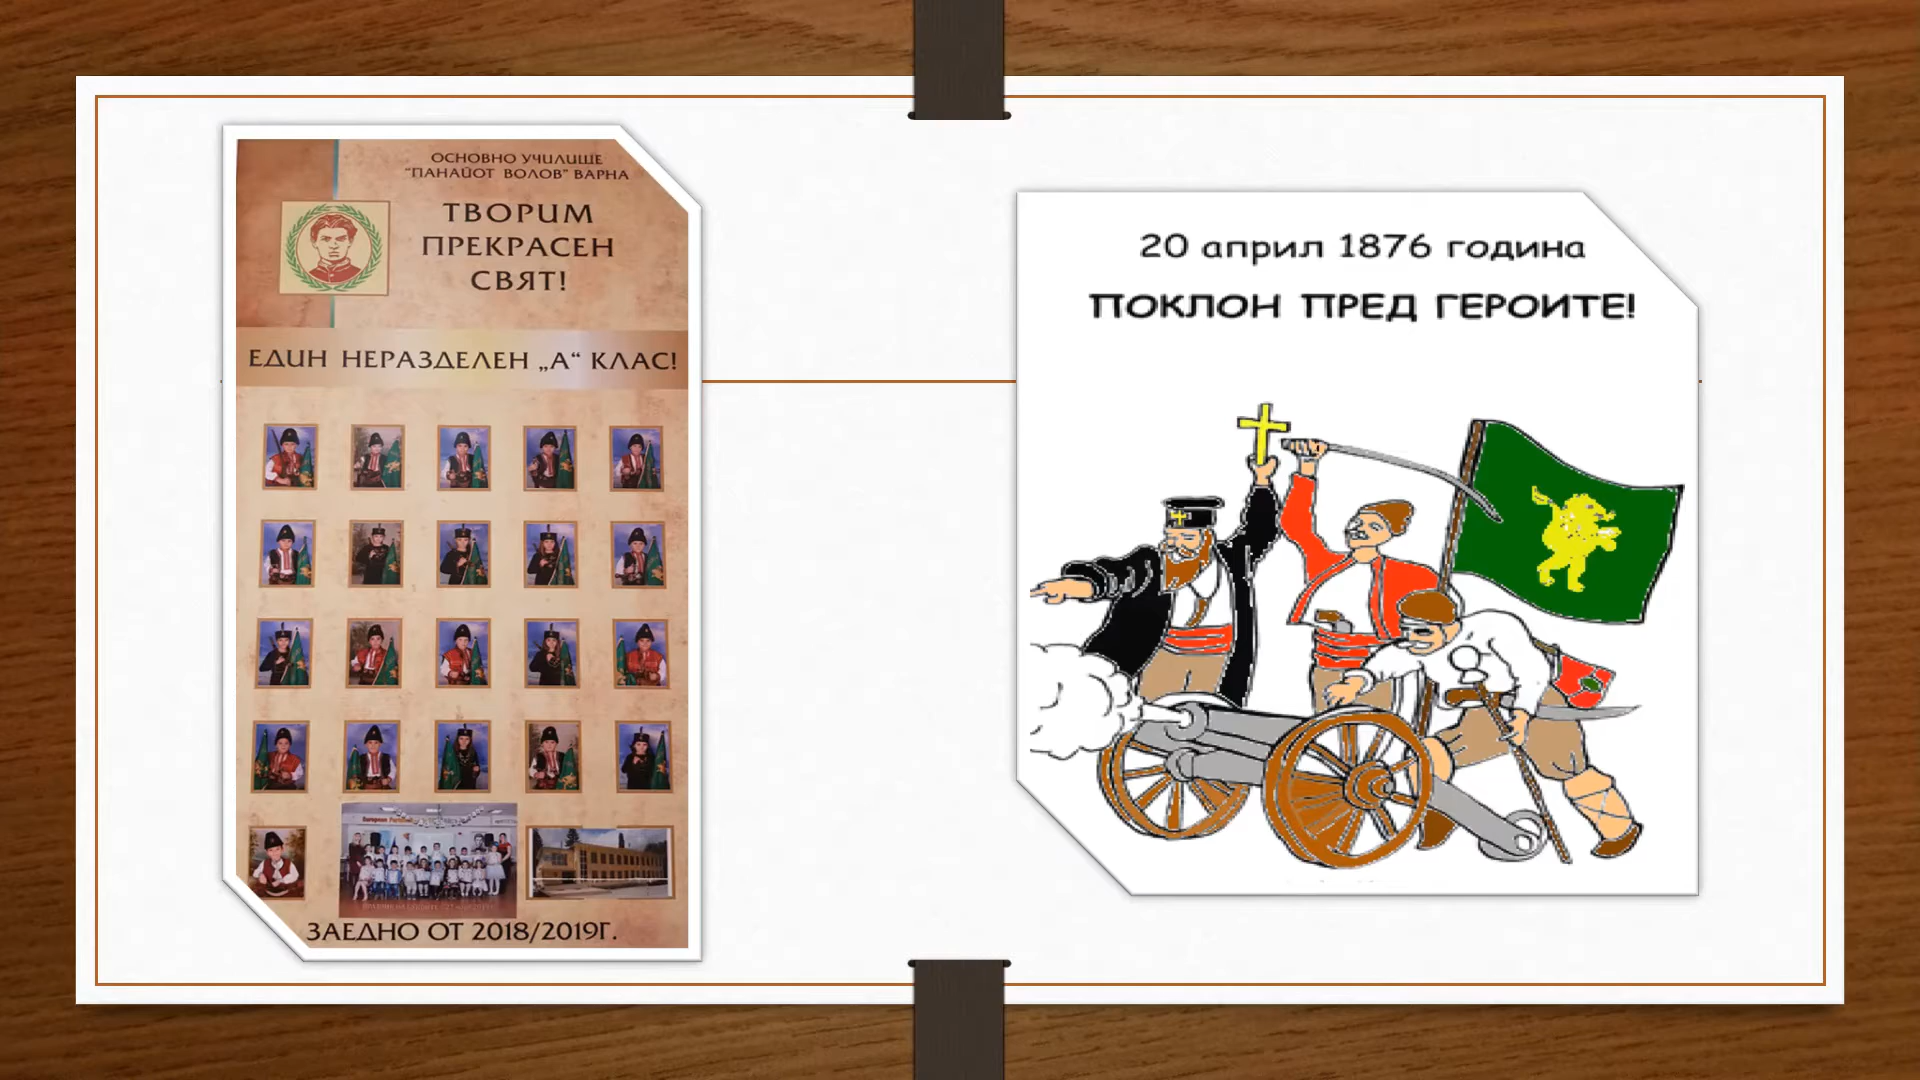 ОСНОВНО УЧИЛИЩЕ
"ПАНАЙОТ ВОЛОВ" ВАРНА
ТВОРИМ
ПРЕКРАСЕН
СВЯТ!
ЕДИН НЕРАЗДЕЛЕН „А“ КЛАС!
ЗАЕДНО ОТ 2018/2019Г.
20 април 1876 година
ПОКЛОН ПРЕД ГЕРОИТЕ!